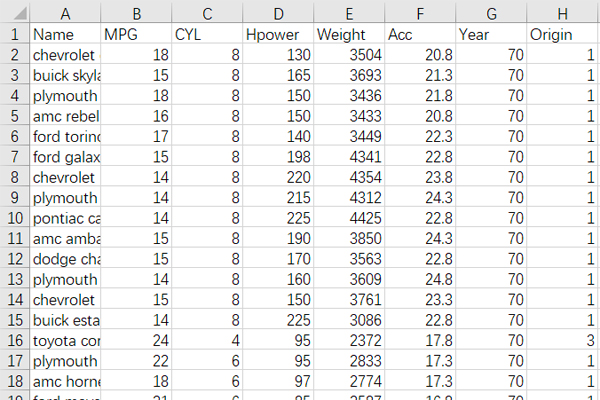 A B C D E F G H
1 Name MPG CYL Hpower Weight Acc Year Origin
2 chevrolet 18 8 130 3504 20.8 70 1
3 buick skyla 15 8 165 3693 21.3 70 1
4 plymouth 18 8 150 3436 21.8 70 1
5 amc rebel 16 8 150 3433 20.8 70 1
6 ford torino 17 8 140 3449 22.3 70 1
7 ford galax 15 8 198 4341 22.8 70 1
8 chevrolet 14 8 220 4354 23.8 70 1
9 plymouth 14 8 215 4312 24.3 70 1
10 pontiac ca 14 8 225 4425 22.8 70 1
11 amc amba 15 8 190 3850 24.3 70 1
12 dodge cha 15 8 170 3563 22.8 70 1
13 plymouth 14 8 160 3609 24.8 70 1
14 chevrolet 15 8 150 3761 23.3 70 1
15 buick esta 14 8 225 3086 22.8 70 1
16 toyota cor 24 4 95 2372 17.8 70 3
17 plymouth 22 6 95 2833 17.3 70 1
18 amc horne 18 6 97 2774 17.3 70 1